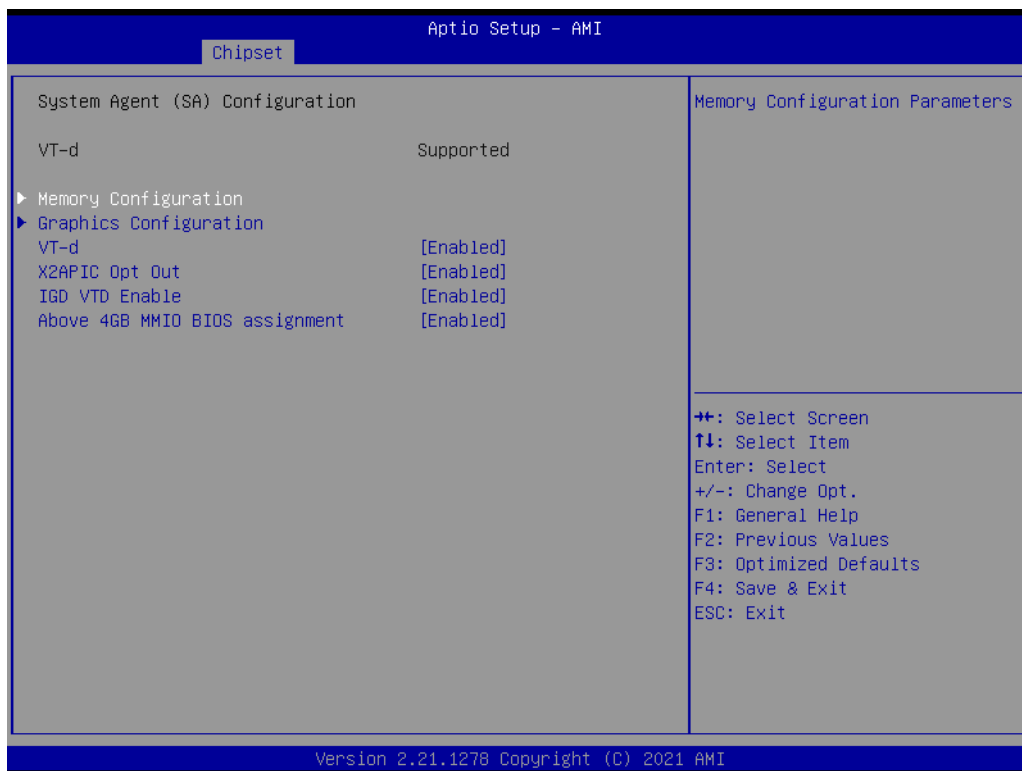 Aptio Setup – AMI
Chipset
System Agent (SA) Configuration
VT-d Supported
Memory Configuration
Graphics Configuration
VT-d [Enabled]
X2APIC Opt Out [Enabled]
IGD VTD Enable [Enabled]
Above 4GB MMIO BIOS assignment [Enabled]
Memory Configuration Parameters
→←: Select Screen
↑↓: Select Item
Enter: Select
+/-: Change Opt.
F1: General Help
F2: Previous Values
F3: Optimized Defaults
F4: Save & Exit
ESC: Exit
Version 2.21.1278 Copyright (C) 2021 AMI